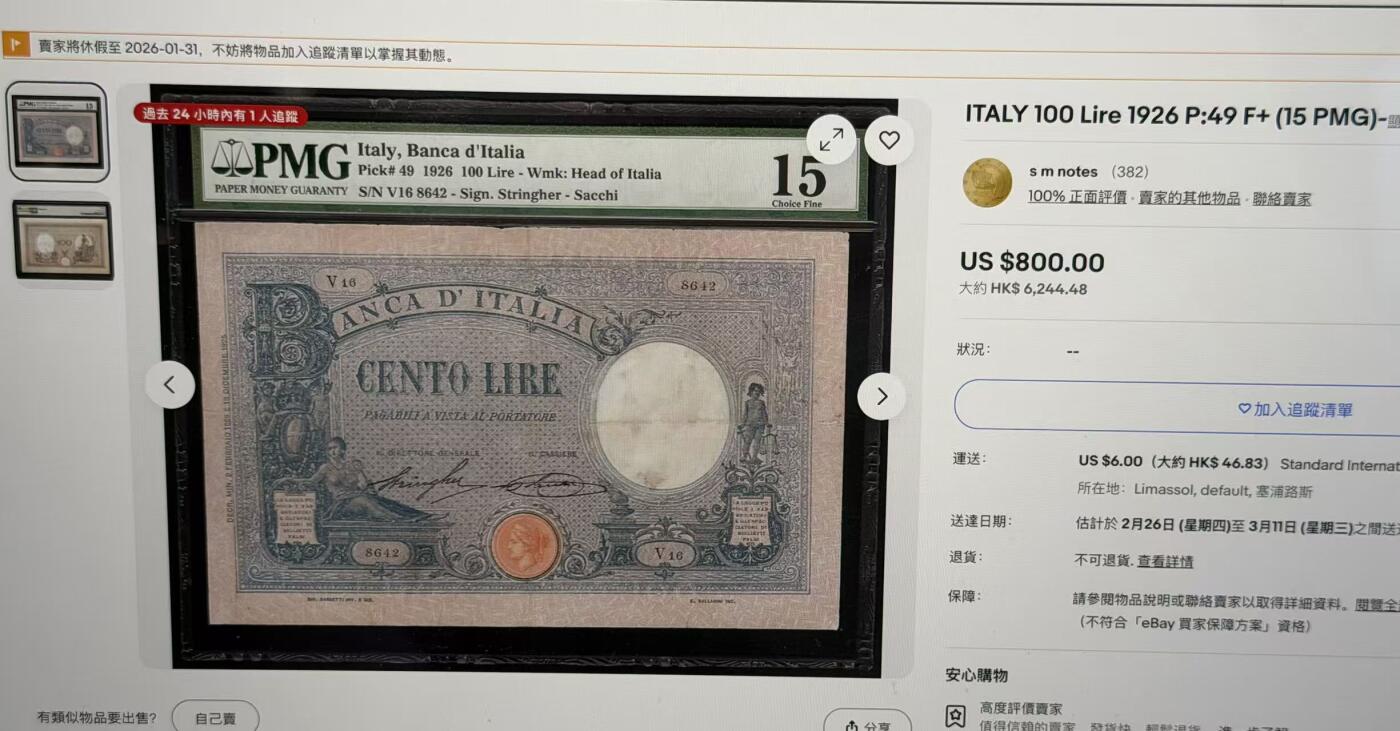 賣家將休假至 2026-01-31，不妨將物品加入追蹤清單以掌握其動態。
過去 24 小時內有 1 人追蹤
PMG
PAPER MONEY GUARANTY
Italy, Banca d'Italia
Pick# 49 1926 100 Lire - Wmk: Head of Italia
S/N V16 8642 - Sign. Stringher - Sacchi
15
Choice Fine
V 16
8642
BANCA D'ITALIA
CENTO LIRE
PAGABILI A VISTA AL PORTATORE
IL DIRETTORE GENERALE
IL CASSIERE
8642
V 16
ITALY 100 Lire 1926 P:49 F+ (15 PMG)-
s m notes (382)
100% 正面評價 · 賣家的其他物品 · 聯絡賣家
US $800.00
大約 HK$ 6,244.48
狀況： --
加入追蹤清單
運送： US $6.00（大約 HK$ 46.83） Standard Internat
所在地：Limassol, default, 塞浦路斯
送達日期： 估計於 2月26日 (星期四)至 3月11日 (星期三)之間送
退貨： 不可退貨. 查看詳情
保障： 請參閱物品說明或聯絡賣家以取得詳細資料。閱覽全
（不符合「eBay 買家保障方案」資格）
安心購物
高度評價賣家
有類似物品要出售?
自己賣
分享